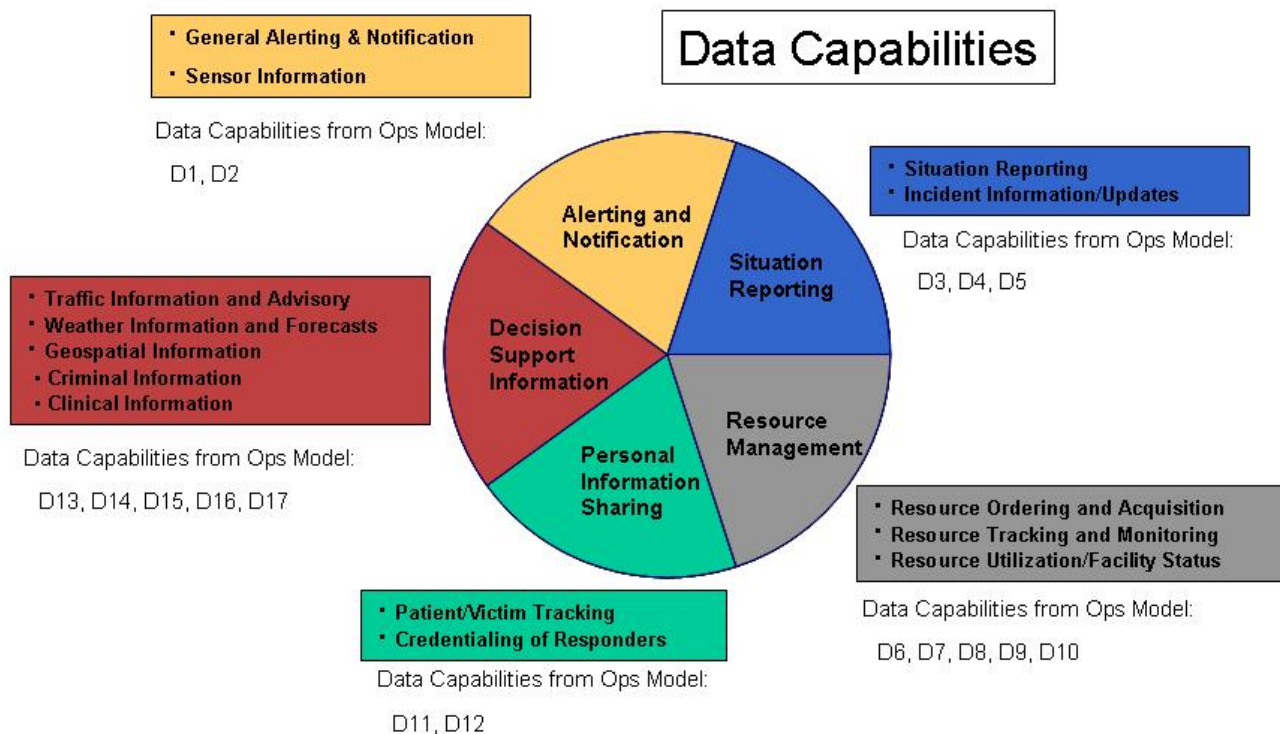 Data Capabilities
· General Alerting & Notification
· Sensor Information
Data Capabilities from Ops Model:
D1, D2
Alerting and
Notification
· Situation Reporting
· Incident Information/Updates
Data Capabilities from Ops Model:
D3, D4, D5
Situation
Reporting
· Traffic Information and Advisory
· Weather Information and Forecasts
· Geospatial Information
· Criminal Information
· Clinical Information
Data Capabilities from Ops Model:
D13, D14, D15, D16, D17
Decision
Support
Information
Resource
Management
· Resource Ordering and Acquisition
· Resource Tracking and Monitoring
· Resource Utilization/Facility Status
Data Capabilities from Ops Model:
D6, D7, D8, D9, D10
Personal
Information
Sharing
· Patient/Victim Tracking
· Credentialing of Responders
Data Capabilities from Ops Model:
D11, D12